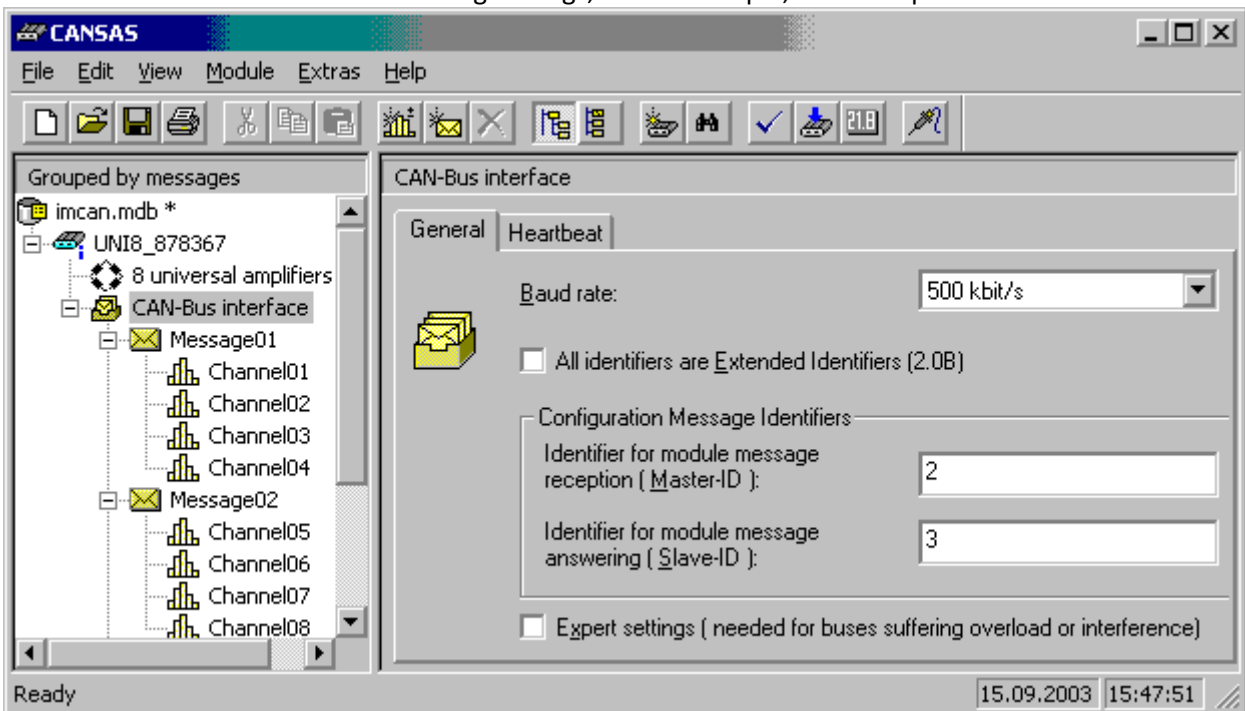 CANSAS
File Edit View Module Extras Help
21.8
Grouped by messages
imcan.mdb *
UNI8_878367
8 universal amplifiers
CAN-Bus interface
Message01
Channel01
Channel02
Channel03
Channel04
Message02
Channel05
Channel06
Channel07
Channel08
CAN-Bus interface
General Heartbeat
Baud rate: 500 kbit/s
All identifiers are Extended Identifiers (2.0B)
Configuration Message Identifiers
Identifier for module message
reception ( Master-ID ): 2
Identifier for module message
answering ( Slave-ID ): 3
Expert settings ( needed for buses suffering overload or interference)
Ready 15.09.2003 15:47:51